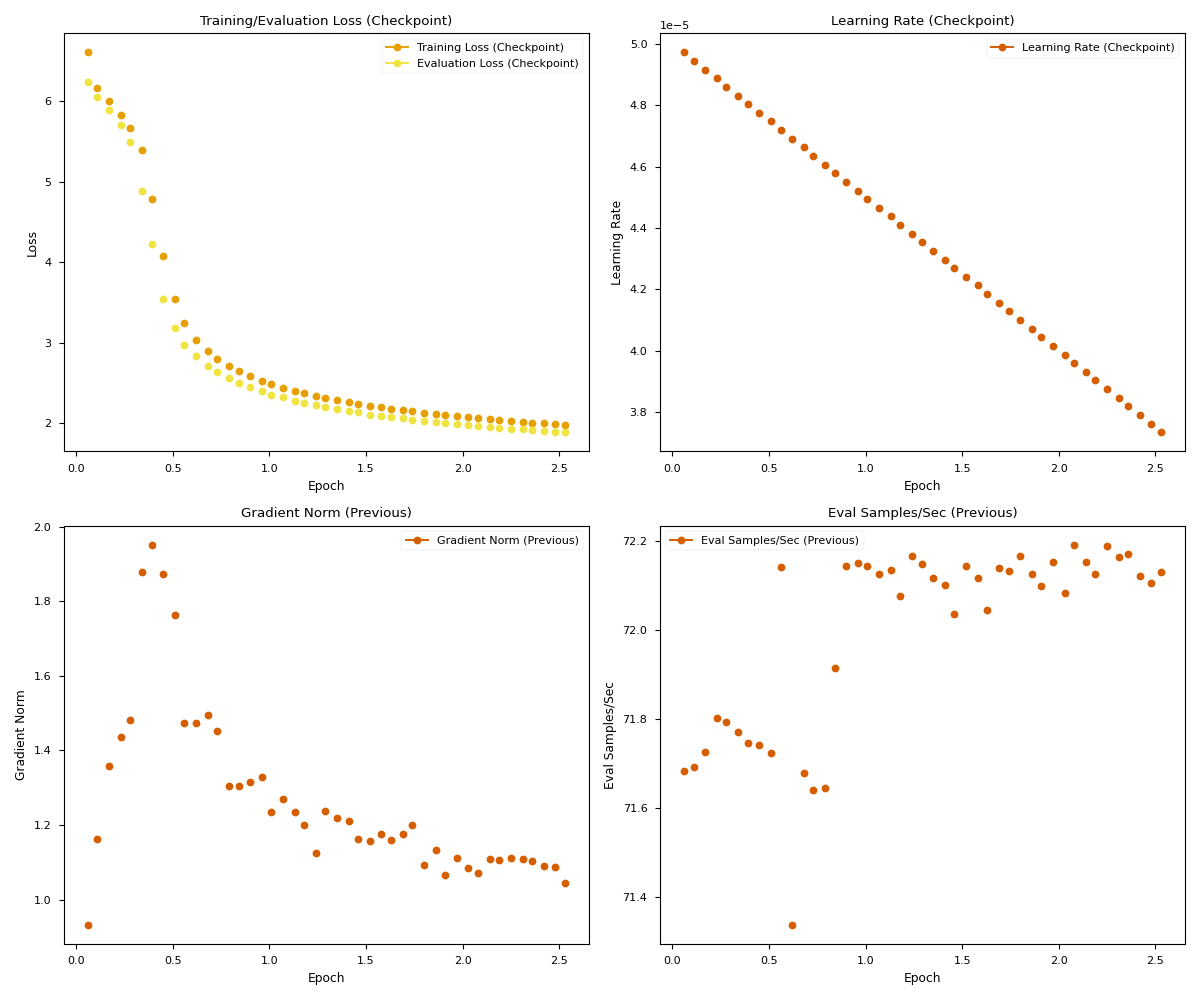 Training/Evaluation Loss (Checkpoint)
Training Loss (Checkpoint)
Evaluation Loss (Checkpoint)
6
5
4
3
2
Loss
0.0 0.5 1.0 1.5 2.0 2.5
Epoch
Learning Rate (Checkpoint)
1e−5
Learning Rate (Checkpoint)
5.0
4.8
4.6
4.4
4.2
4.0
3.8
Learning Rate
0.0 0.5 1.0 1.5 2.0 2.5
Epoch
Gradient Norm (Previous)
Gradient Norm (Previous)
2.0
1.8
1.6
1.4
1.2
1.0
Gradient Norm
0.0 0.5 1.0 1.5 2.0 2.5
Epoch
Eval Samples/Sec (Previous)
Eval Samples/Sec (Previous)
72.2
72.0
71.8
71.6
71.4
Eval Samples/Sec
0.0 0.5 1.0 1.5 2.0 2.5
Epoch